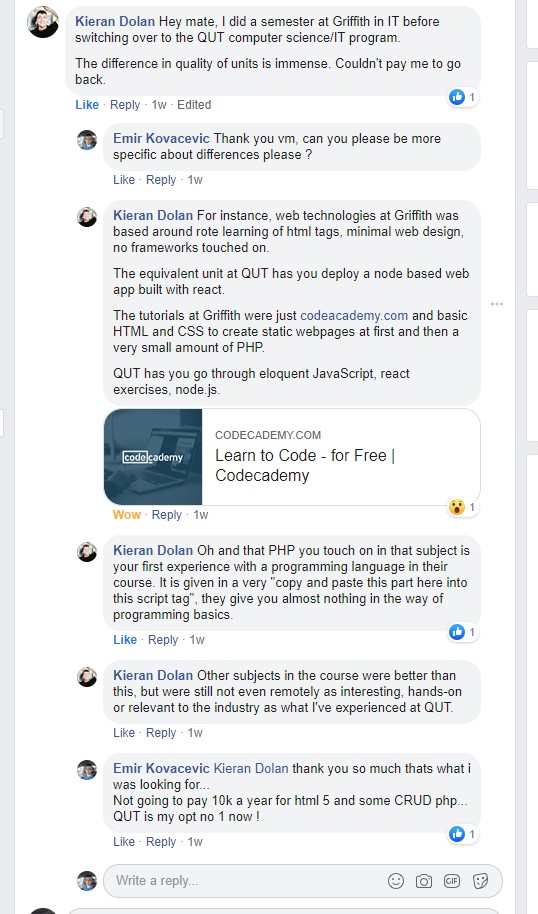 Kieran Dolan Hey mate, I did a semester at Griffith in IT before
switching over to the QUT computer science/IT program.
The difference in quality of units is immense. Couldn't pay me to go
back.
1
Like · Reply · 1w · Edited
Emir Kovacevic Thank you vm, can you please be more
specific about differences please ?
Like · Reply · 1w
Kieran Dolan For instance, web technologies at Griffith was
based around rote learning of html tags, minimal web design,
no frameworks touched on.
The equivalent unit at QUT has you deploy a node based web
app built with react.
The tutorials at Griffith were just codeacademy.com and basic
HTML and CSS to create static webpages at first and then a
very small amount of PHP.
QUT has you go through eloquent JavaScript, react
exercises, node.js.
codecademy
CODECADEMY.COM
Learn to Code - for Free |
Codecademy
1
Wow · Reply · 1w
Kieran Dolan Oh and that PHP you touch on in that subject is
your first experience with a programming language in their
course. It is given in a very "copy and paste this part here into
this script tag", they give you almost nothing in the way of
programming basics.
1
Like · Reply · 1w
Kieran Dolan Other subjects in the course were better than
this, but were still not even remotely as interesting, hands-on
or relevant to the industry as what I've experienced at QUT.
Like · Reply · 1w
Emir Kovacevic Kieran Dolan thank you so much thats what i
was looking for...
Not going to pay 10k a year for html 5 and some CRUD php...
QUT is my opt no 1 now !
1
Like · Reply · 1w
Write a reply...
GIF